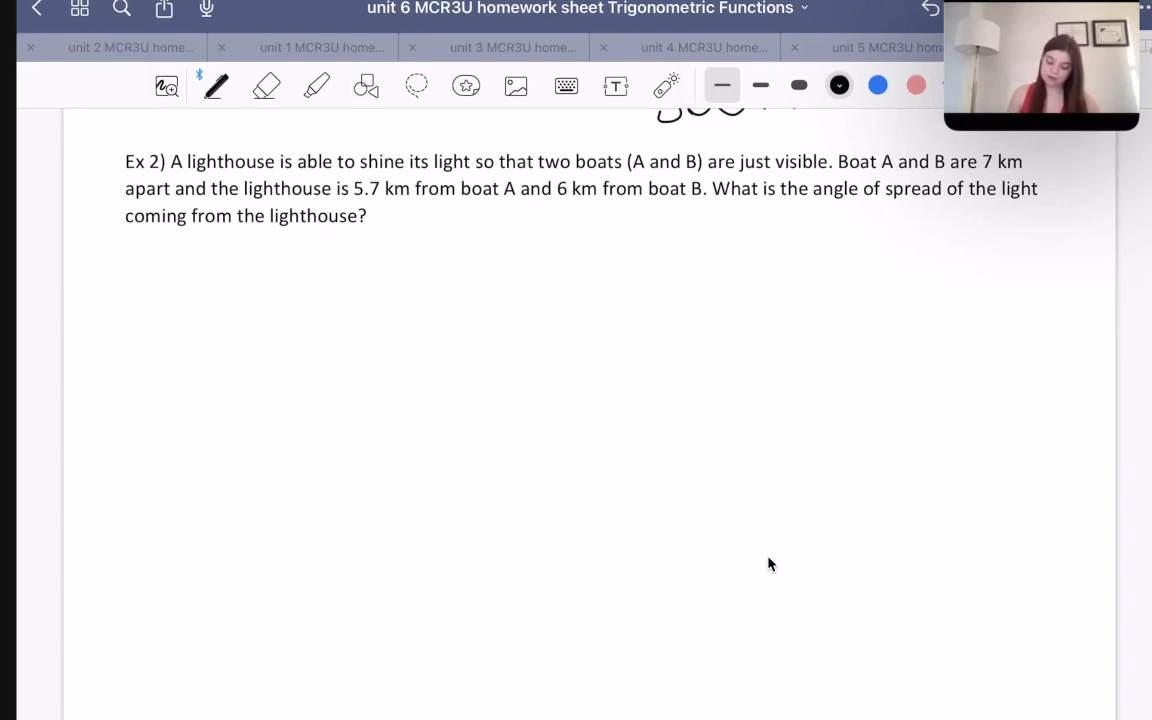 unit 6 MCR3U homework sheet Trigonometric Functions
unit 2 MCR3U home...
unit 1 MCR3U home...
unit 3 MCR3U home...
unit 4 MCR3U home...
unit 5 MCR3U hom
T
Ex 2) A lighthouse is able to shine its light so that two boats (A and B) are just visible. Boat A and B are 7 km
apart and the lighthouse is 5.7 km from boat A and 6 km from boat B. What is the angle of spread of the light
coming from the lighthouse?